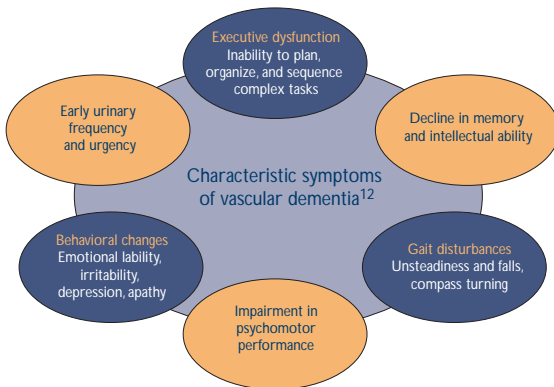 Executive dysfunction
Inability to plan,
organize, and sequence
complex tasks
Early urinary
frequency
and urgency
Decline in memory
and intellectual ability
Characteristic symptoms
of vascular dementia12
Behavioral changes
Emotional lability,
irritability,
depression, apathy
Gait disturbances
Unsteadiness and falls,
compass turning
Impairment in
psychomotor
performance